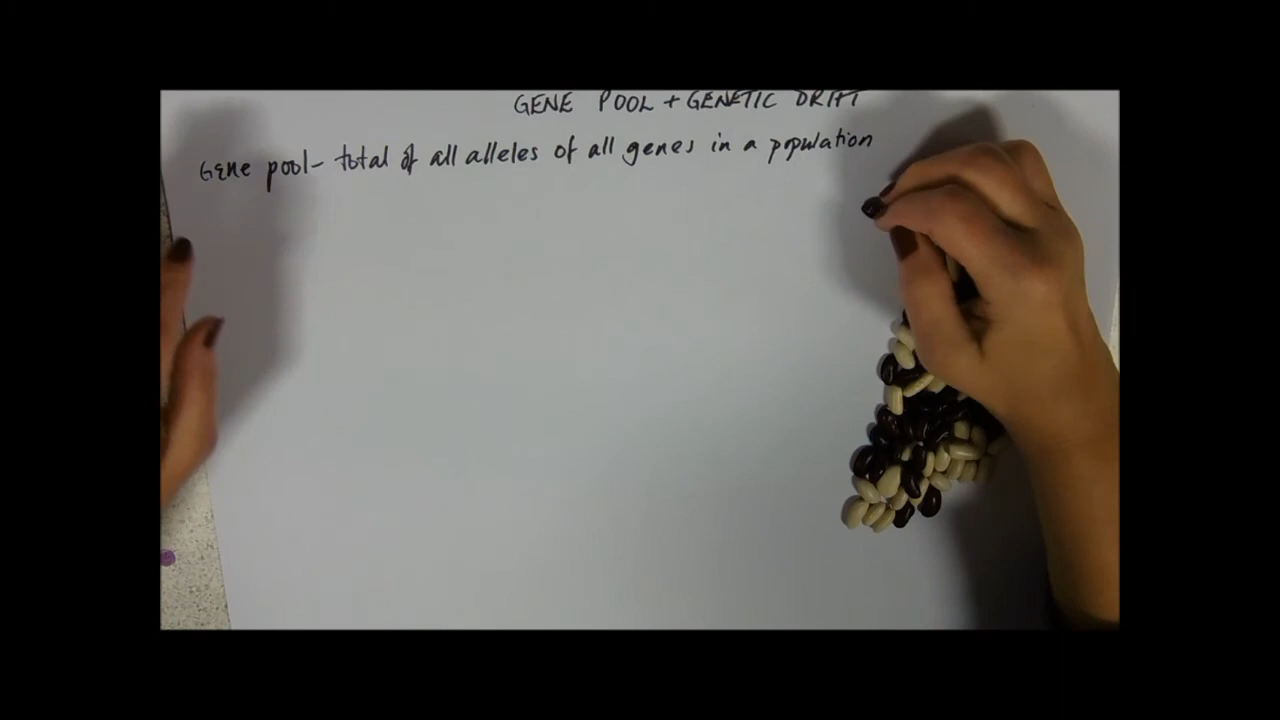 GENE POOL + GENETIC DRIFT
Gene pool - total of all alleles of all genes in a population